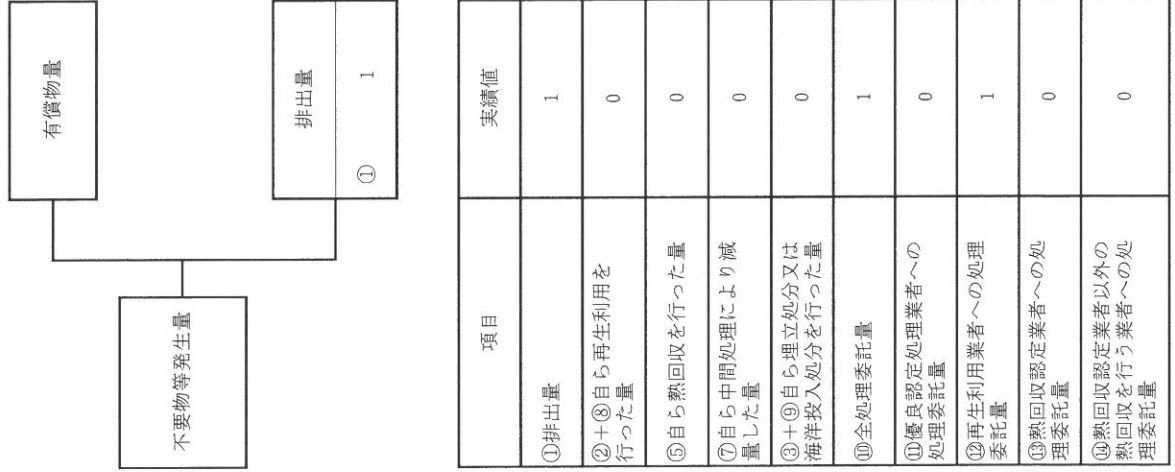 不要物等発生量
有償物量
排出量
① 1
項目 実績値
①排出量 1
②+⑧自ら再生利用を
行った量 0
⑤自ら熱回収を行った量 0
⑦自ら中間処理により減
量した量 0
③+⑨自ら埋立処分又は
海洋投入処分を行った量 0
⑩全処理委託量 1
⑪優良認定処理業者への
処理委託量 0
⑫再生利用業者への処理
委託量 1
⑬熱回収認定業者への処
理委託量 0
⑭熱回収認定業者以外の
熱回収を行う業者への処
理委託量 0